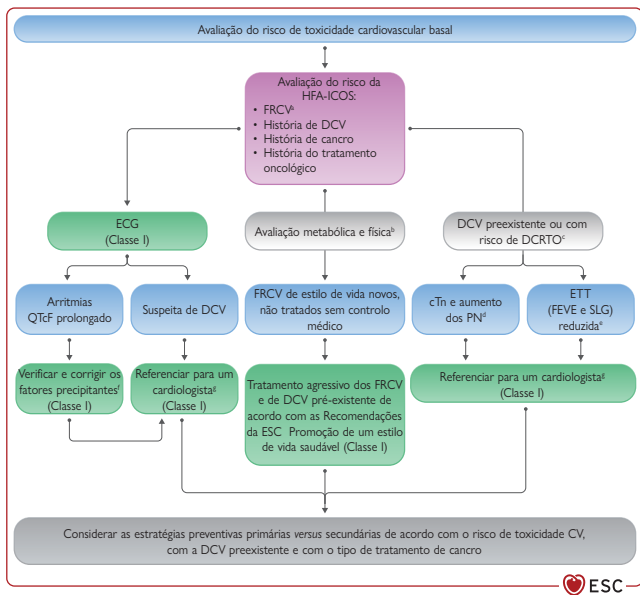 Avaliação do risco de toxicidade cardiovascular basal
Avaliação do risco da
HFA-ICOS:
• FRCVᵃ
• História de DCV
• História de cancro
• História do tratamento
oncológico
ECG
(Classe I)
Avaliação metabólica e físicaᵇ
DCV preexistente ou com
risco de DCRTOᶜ
Arritmias
QTcF prolongado
Suspeita de DCV
FRCV de estilo de vida novos,
não tratados sem controlo
médico
cTn e aumento
dos PNᵈ
ETT
(FEVE e SLG)
reduzidaᵉ
Verificar e corrigir os
fatores precipitantesᶠ
(Classe I)
Referenciar para um
cardiologistaᵍ
(Classe I)
Tratamento agressivo dos FRCV
e de DCV pré-existente de
acordo com as Recomendações
da ESC Promoção de um estilo
de vida saudável (Classe I)
Referenciar para um cardiologistaᵍ
(Classe I)
Considerar as estratégias preventivas primárias versus secundárias de acordo com o risco de toxicidade CV,
com a DCV preexistente e com o tipo de tratamento de cancro
ESC